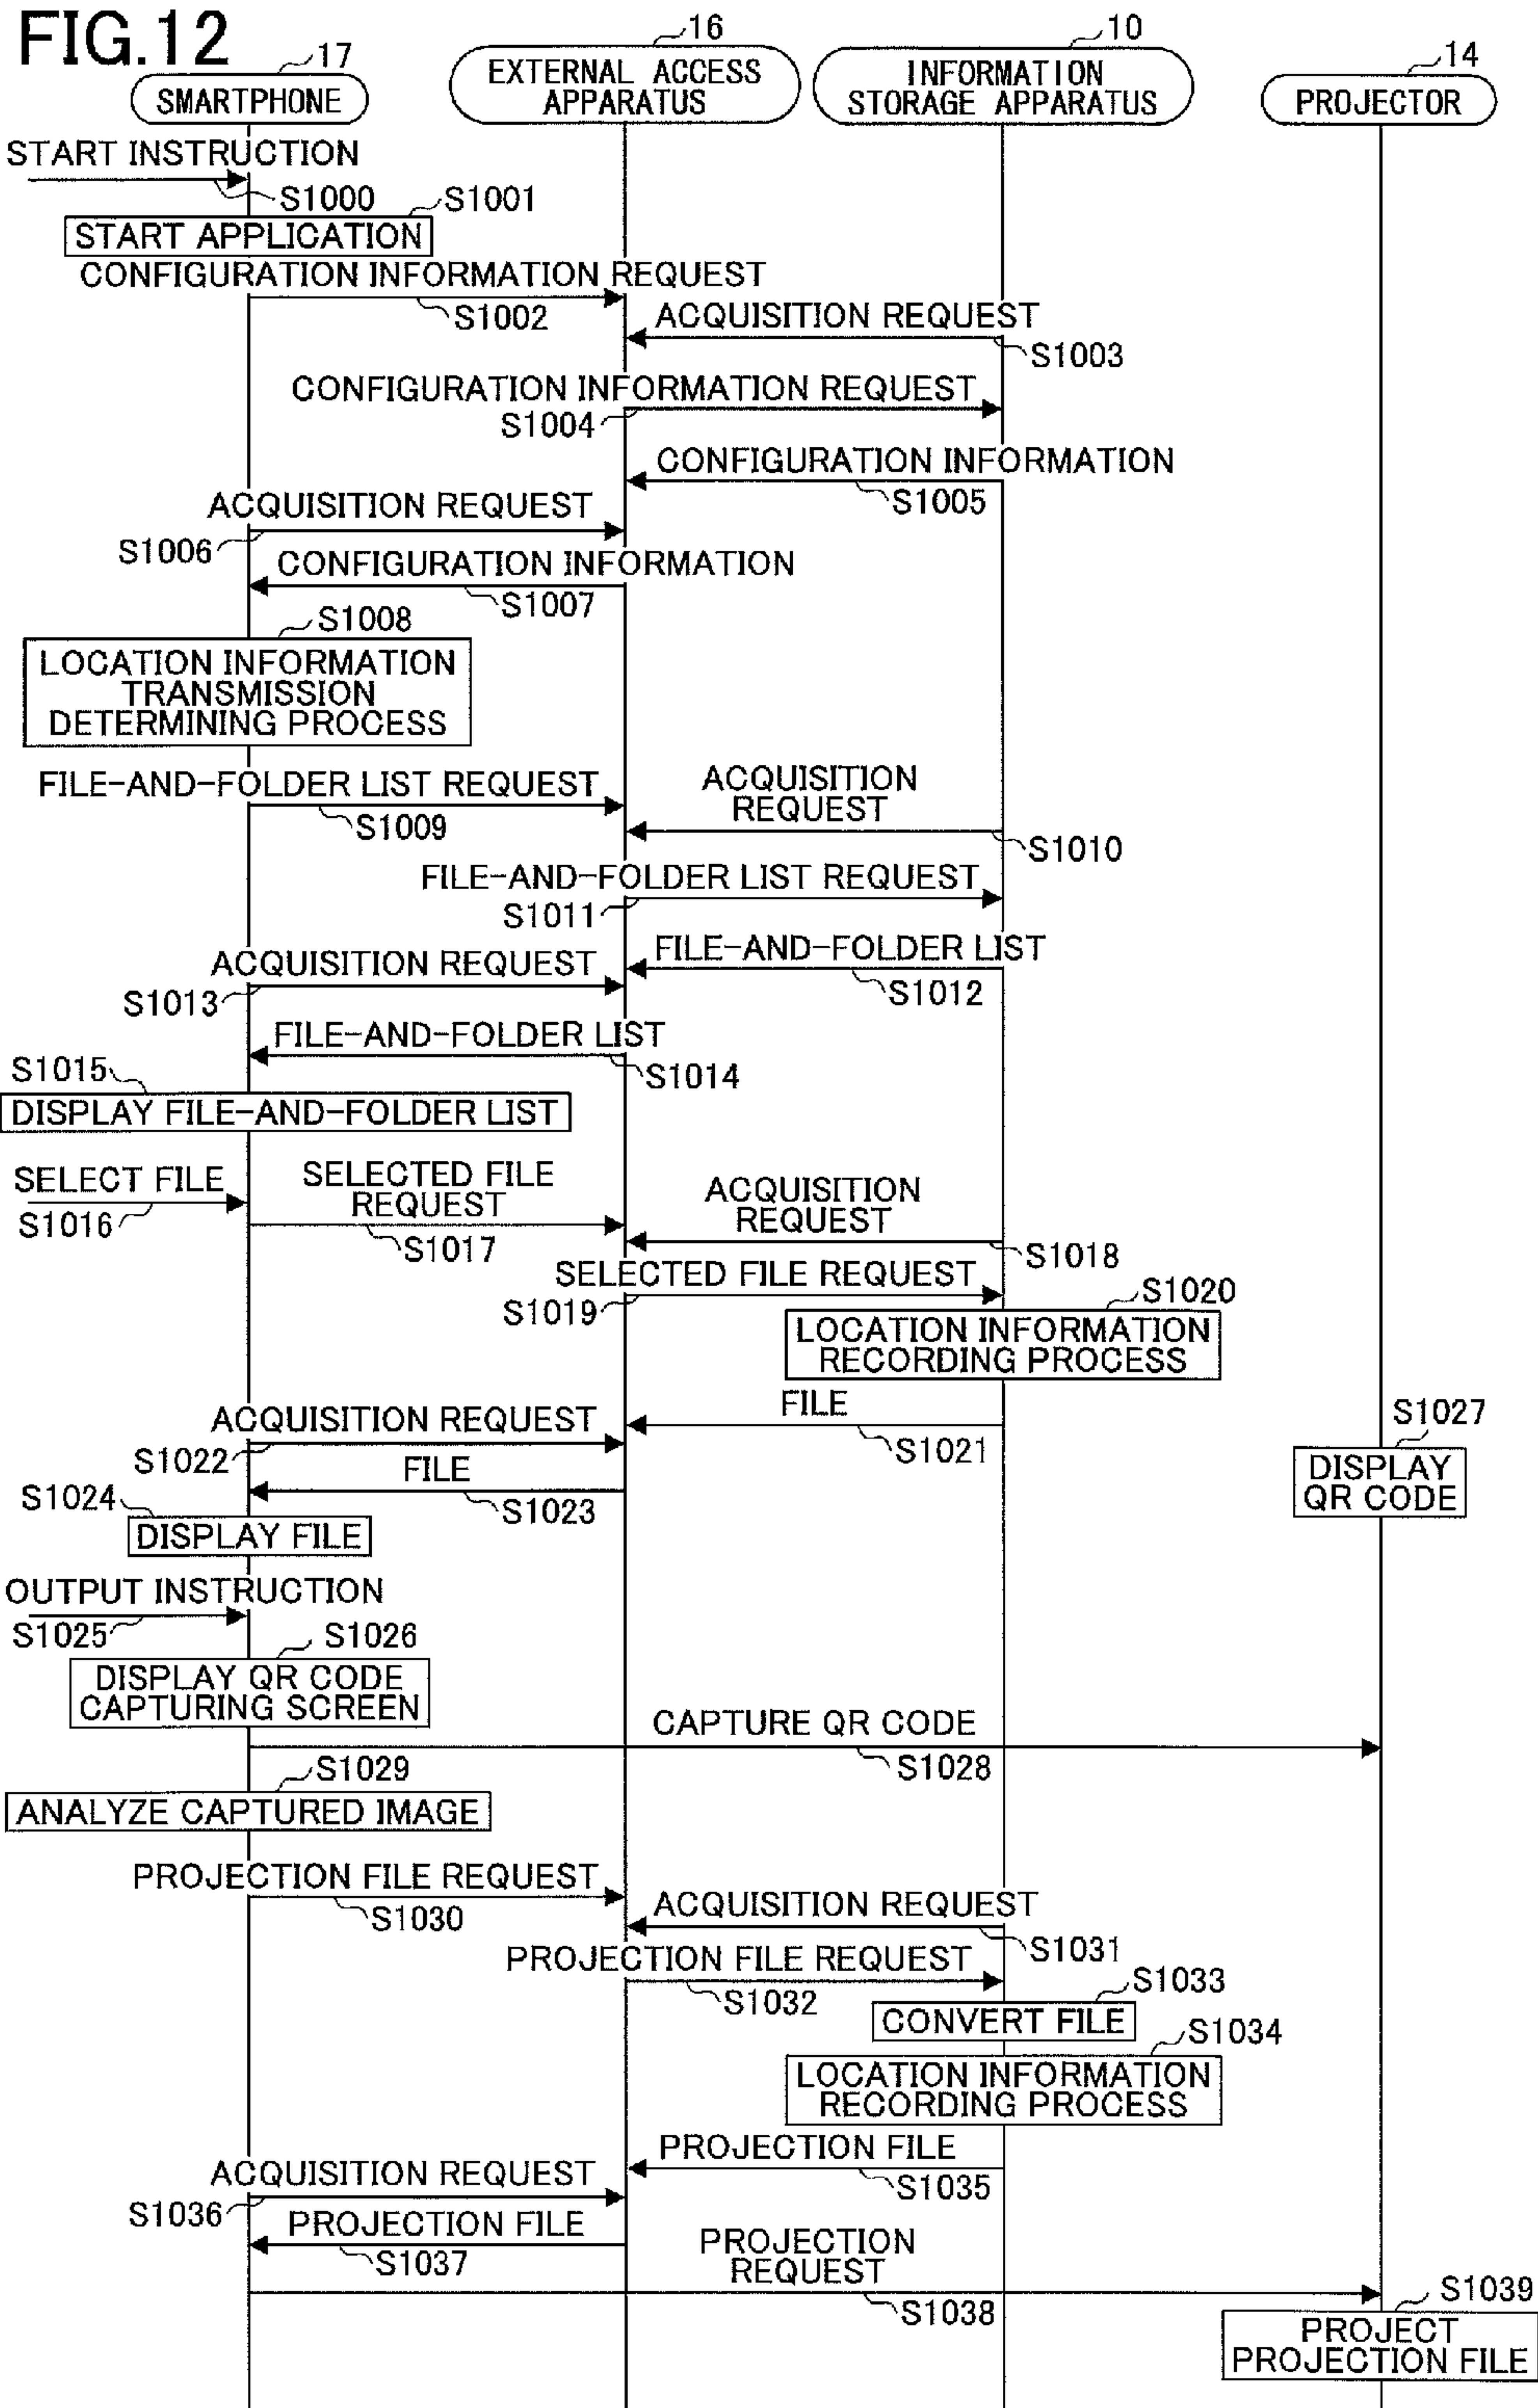 FIG.12
17
16
10
14
SMARTPHONE
EXTERNAL ACCESS
APPARATUS
INFORMATION
STORAGE APPARATUS
PROJECTOR
START INSTRUCTION
S1000
S1001
START APPLICATION
CONFIGURATION INFORMATION REQUEST
S1002
ACQUISITION REQUEST
S1003
CONFIGURATION INFORMATION REQUEST
S1004
CONFIGURATION INFORMATION
S1005
ACQUISITION REQUEST
S1006
CONFIGURATION INFORMATION
S1007
S1008
LOCATION INFORMATION
TRANSMISSION
DETERMINING PROCESS
FILE-AND-FOLDER LIST REQUEST
S1009
ACQUISITION
REQUEST
S1010
FILE-AND-FOLDER LIST REQUEST
S1011
FILE-AND-FOLDER LIST
S1012
ACQUISITION REQUEST
S1013
FILE-AND-FOLDER LIST
S1014
S1015
DISPLAY FILE-AND-FOLDER LIST
SELECT FILE
S1016
SELECTED FILE
REQUEST
S1017
ACQUISITION
REQUEST
S1018
SELECTED FILE REQUEST
S1019
S1020
LOCATION INFORMATION
RECORDING PROCESS
FILE
S1021
ACQUISITION REQUEST
S1022
FILE
S1023
S1024
DISPLAY FILE
S1027
DISPLAY
QR CODE
OUTPUT INSTRUCTION
S1025
S1026
DISPLAY QR CODE
CAPTURING SCREEN
CAPTURE QR CODE
S1028
S1029
ANALYZE CAPTURED IMAGE
PROJECTION FILE REQUEST
S1030
ACQUISITION REQUEST
S1031
PROJECTION FILE REQUEST
S1032
S1033
CONVERT FILE
S1034
LOCATION INFORMATION
RECORDING PROCESS
PROJECTION FILE
S1035
ACQUISITION REQUEST
S1036
PROJECTION FILE
S1037
PROJECTION
REQUEST
S1038
S1039
PROJECT
PROJECTION FILE